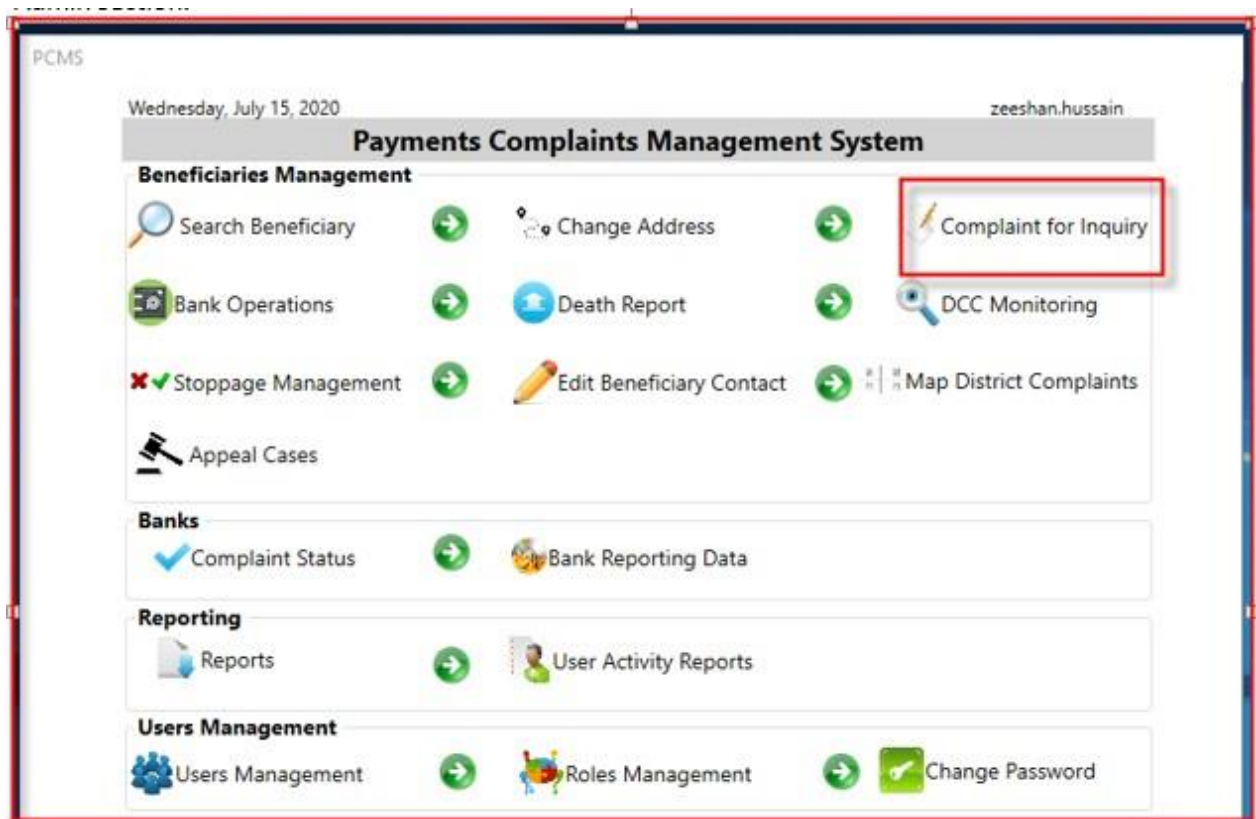 PCMS
Wednesday, July 15, 2020 zeeshan.hussain
Payments Complaints Management System
Beneficiaries Management
Search Beneficiary Change Address Complaint for Inquiry
Bank Operations Death Report DCC Monitoring
Stoppage Management Edit Beneficiary Contact Map District Complaints
Appeal Cases
Banks
Complaint Status Bank Reporting Data
Reporting
Reports User Activity Reports
Users Management
Users Management Roles Management Change Password